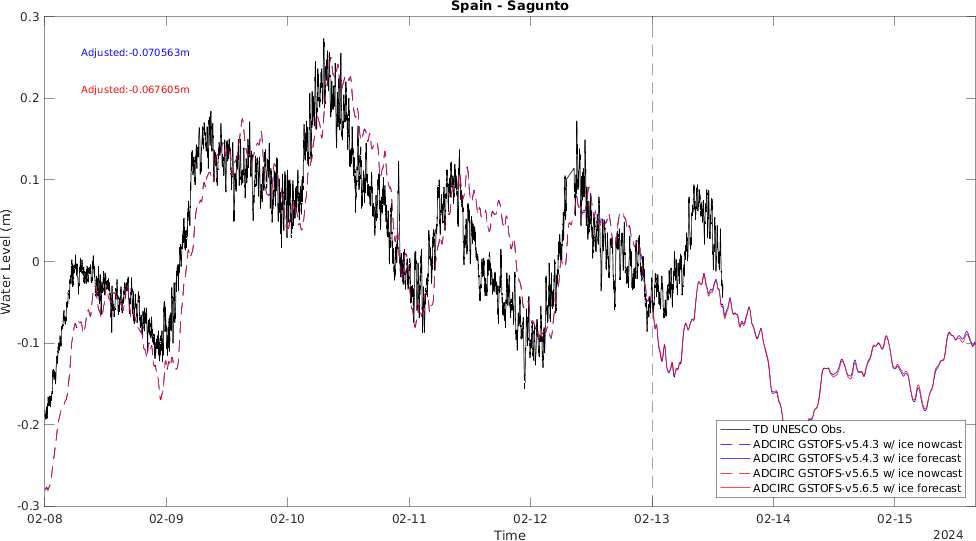 Spain - Sagunto
0.3
0.2
0.1
0
-0.1
-0.2
-0.3
Water Level (m)
Adjusted:-0.070563m
Adjusted:-0.067605m
TD UNESCO Obs.
ADCIRC GSTOFS-v5.4.3 w/ ice nowcast
ADCIRC GSTOFS-v5.4.3 w/ ice forecast
ADCIRC GSTOFS-v5.6.5 w/ ice nowcast
ADCIRC GSTOFS-v5.6.5 w/ ice forecast
02-08 02-09 02-10 02-11 02-12 02-13 02-14 02-15
Time
2024